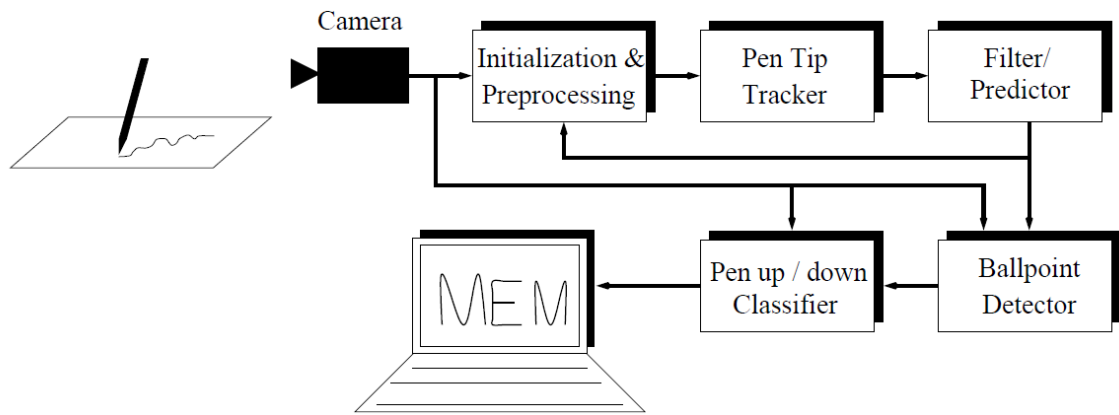 Camera
Initialization &
Preprocessing
Pen Tip
Tracker
Filter/
Predictor
Pen up / down
Classifier
Ballpoint
Detector
MEM